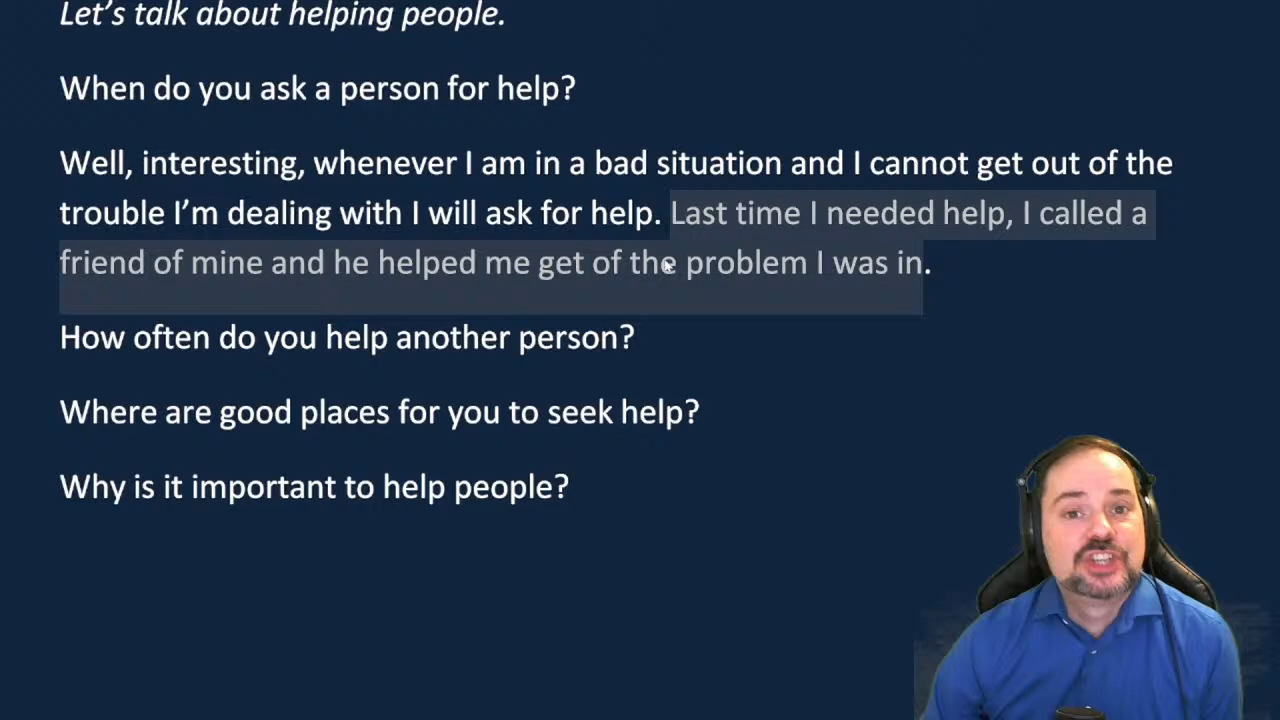 Let's talk about helping people.
When do you ask a person for help?
Well, interesting, whenever I am in a bad situation and I cannot get out of the
trouble I'm dealing with I will ask for help. Last time I needed help, I called a
friend of mine and he helped me get of the problem I was in.
How often do you help another person?
Where are good places for you to seek help?
Why is it important to help people?